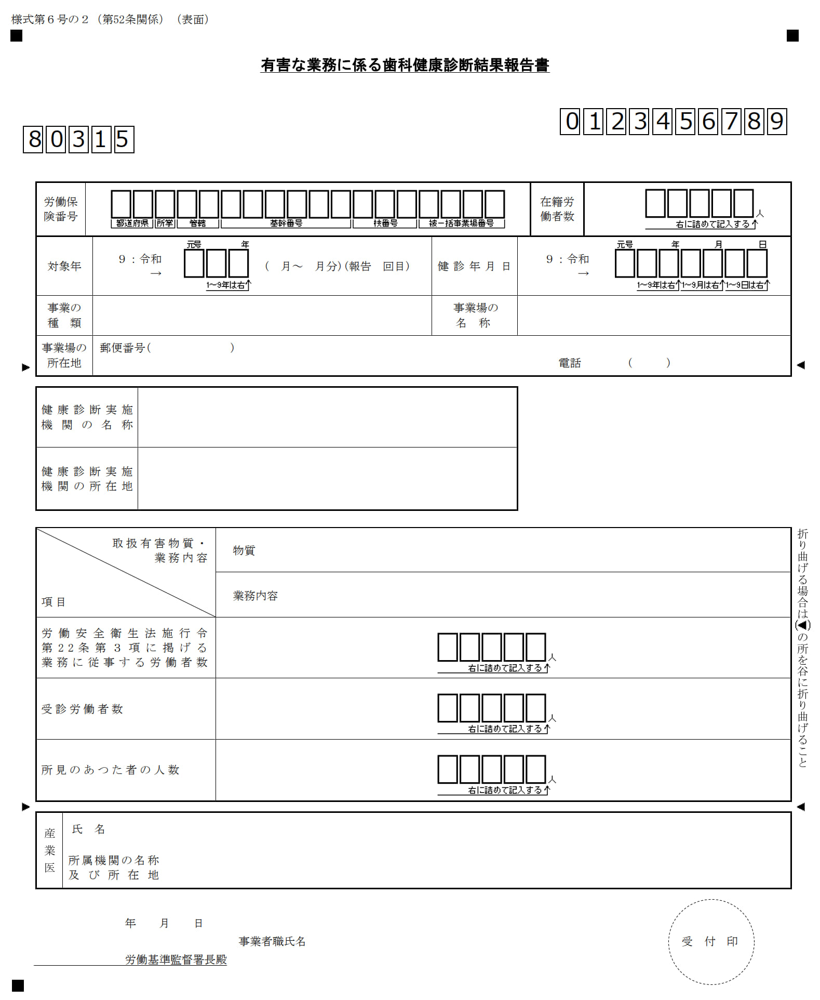 様式第６号の２（第52条関係）（表面）
有害な業務に係る歯科健康診断結果報告書
0123456789
80315
労働保
険番号
都道府県 所掌 管轄 基幹番号 枝番号 被一括事業場番号
在籍労
働者数
人
右に詰めて記入する↑
対象年
９：令和
→
元号 年
1～9年は右↑
（　月～　月分）（報告　回目）
健診年月日
９：令和
→
元号 年 月 日
1～9年は右↑1～9月は右↑1～9日は右↑
事業の
種　類
事業場の
名　称
事業場の
所在地
郵便番号（　　　　　　　）
電話　　　　（　　　）
健康診断実施
機関の名称
健康診断実施
機関の所在地
取扱有害物質・
業務内容
項目
物質
業務内容
労働安全衛生法施行令
第22条第３項に掲げる
業務に従事する労働者数
人
右に詰めて記入する↑
受診労働者数
人
右に詰めて記入する↑
所見のあつた者の人数
人
右に詰めて記入する↑
折り曲げる場合は(◀)の所を谷に折り曲げること
産業医
氏　名
所属機関の名称
及び所在地
年　　月　　日
事業者職氏名
労働基準監督署長殿
受　付　印